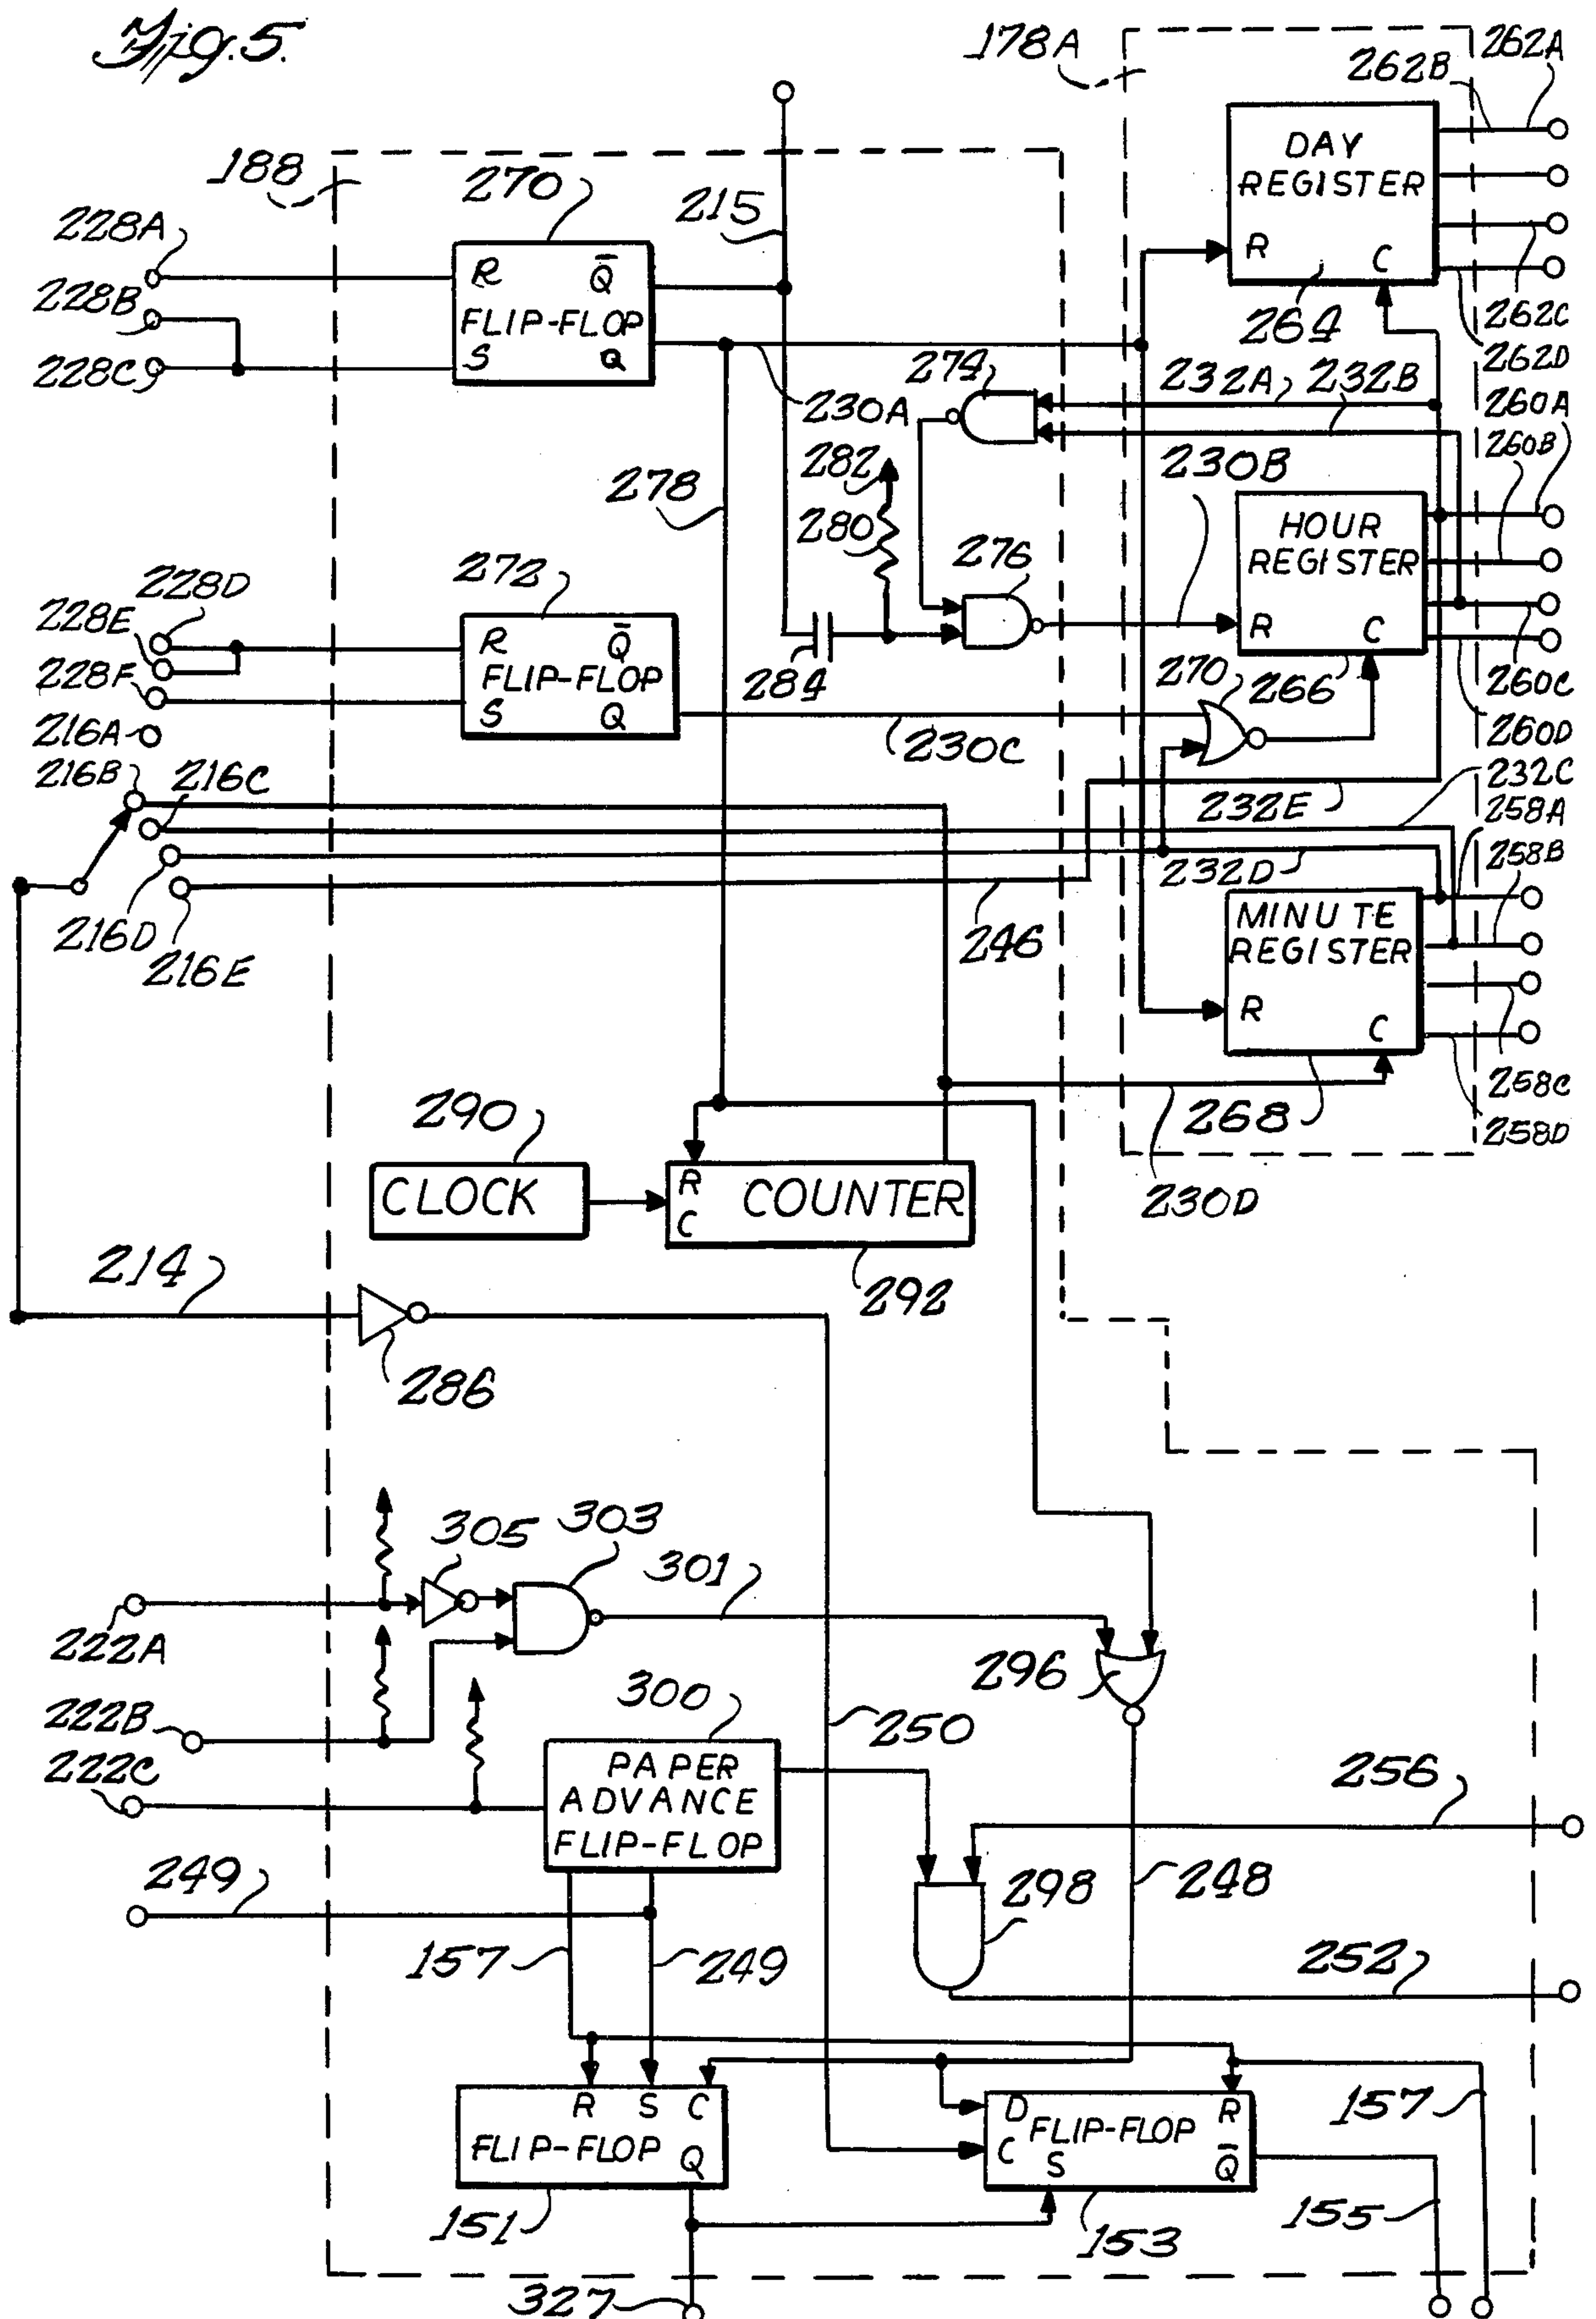 Fig. 5.
178A
262A
262B
DAY
REGISTER
R
C
264
262C
262D
188
270
215
228A
228B
228C
R
Q̅
FLIP-FLOP
S
Q
230A
274
232A
232B
260A
260B
278
282
280
276
230B
HOUR
REGISTER
R
C
266
270
260C
260D
272
228D
228E
228F
R
Q̅
FLIP-FLOP
S
Q
284
230C
216A
216B
216C
216D
216E
232E
232C
232D
246
258A
258B
MINUTE
REGISTER
R
C
268
258C
258D
230D
290
CLOCK
R
C
COUNTER
292
214
286
305
303
301
222A
222B
222C
296
300
PAPER
ADVANCE
FLIP-FLOP
250
256
298
248
249
157
249
252
R S C
FLIP-FLOP
Q
151
D
R
FLIP-FLOP
C
S
Q̅
153
157
155
327